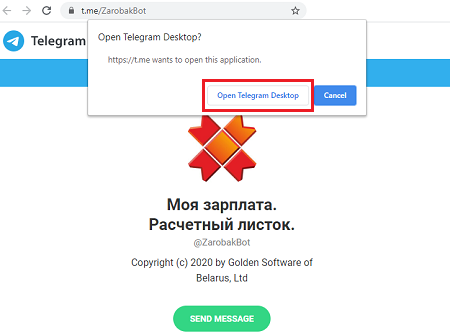 t.me/ZarobakBot
Telegram
Open Telegram Desktop?
https://t.me wants to open this application.
Open Telegram Desktop
Cancel
Моя зарплата.
Расчетный листок.
@ZarobakBot
Copyright (c) 2020 by Golden Software of
Belarus, Ltd
SEND MESSAGE